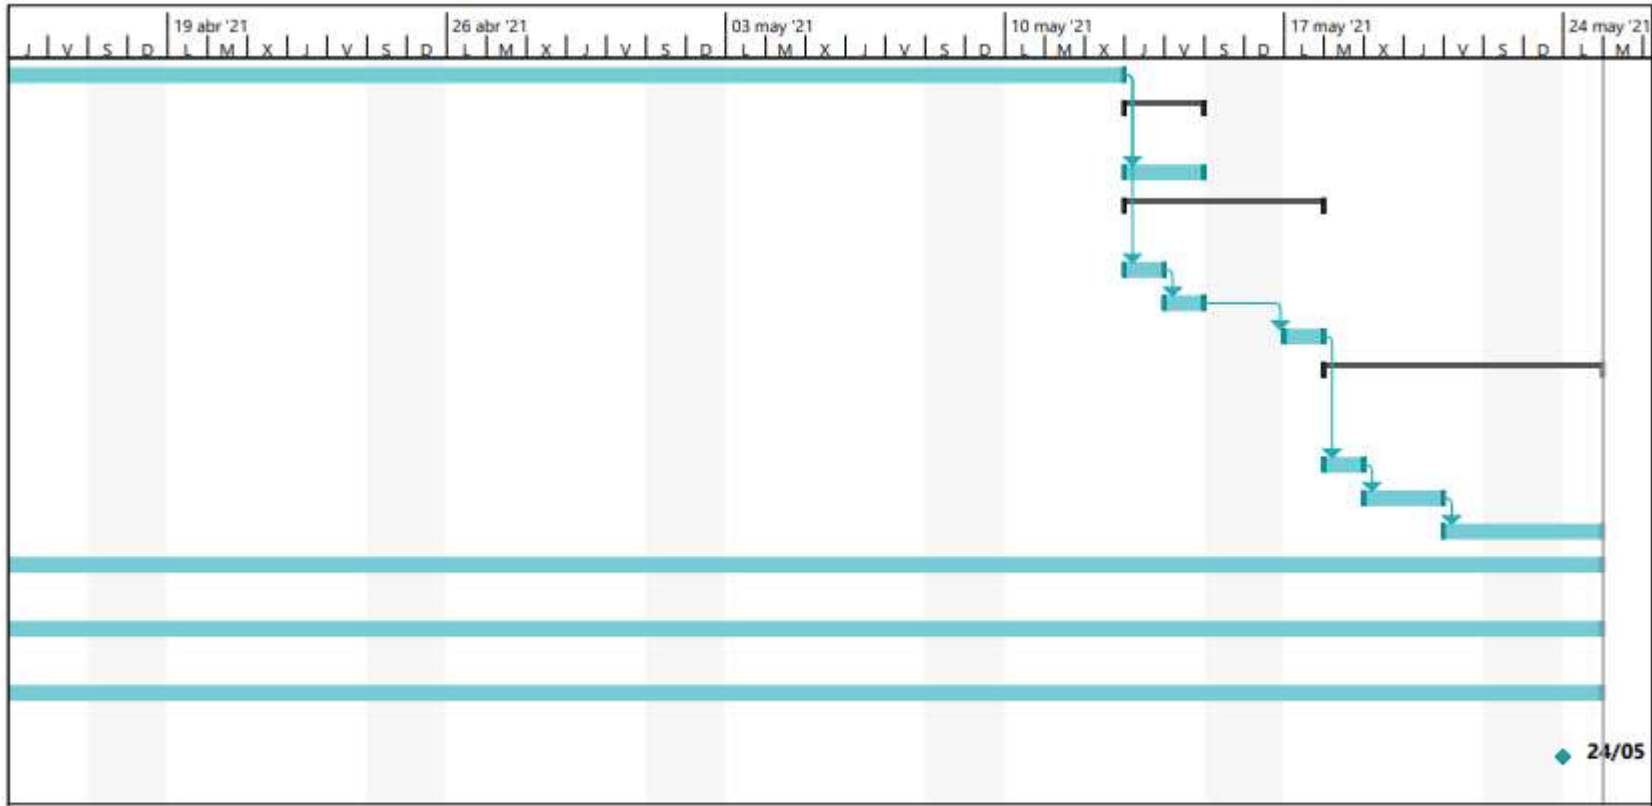 19 abr '21 26 abr '21 03 may '21 10 may '21 17 may '21 24 may '21
J V S D L M X J V S D L M X J V S D L M X J V S D L M X J V S D L M X J V S D L M
24/05